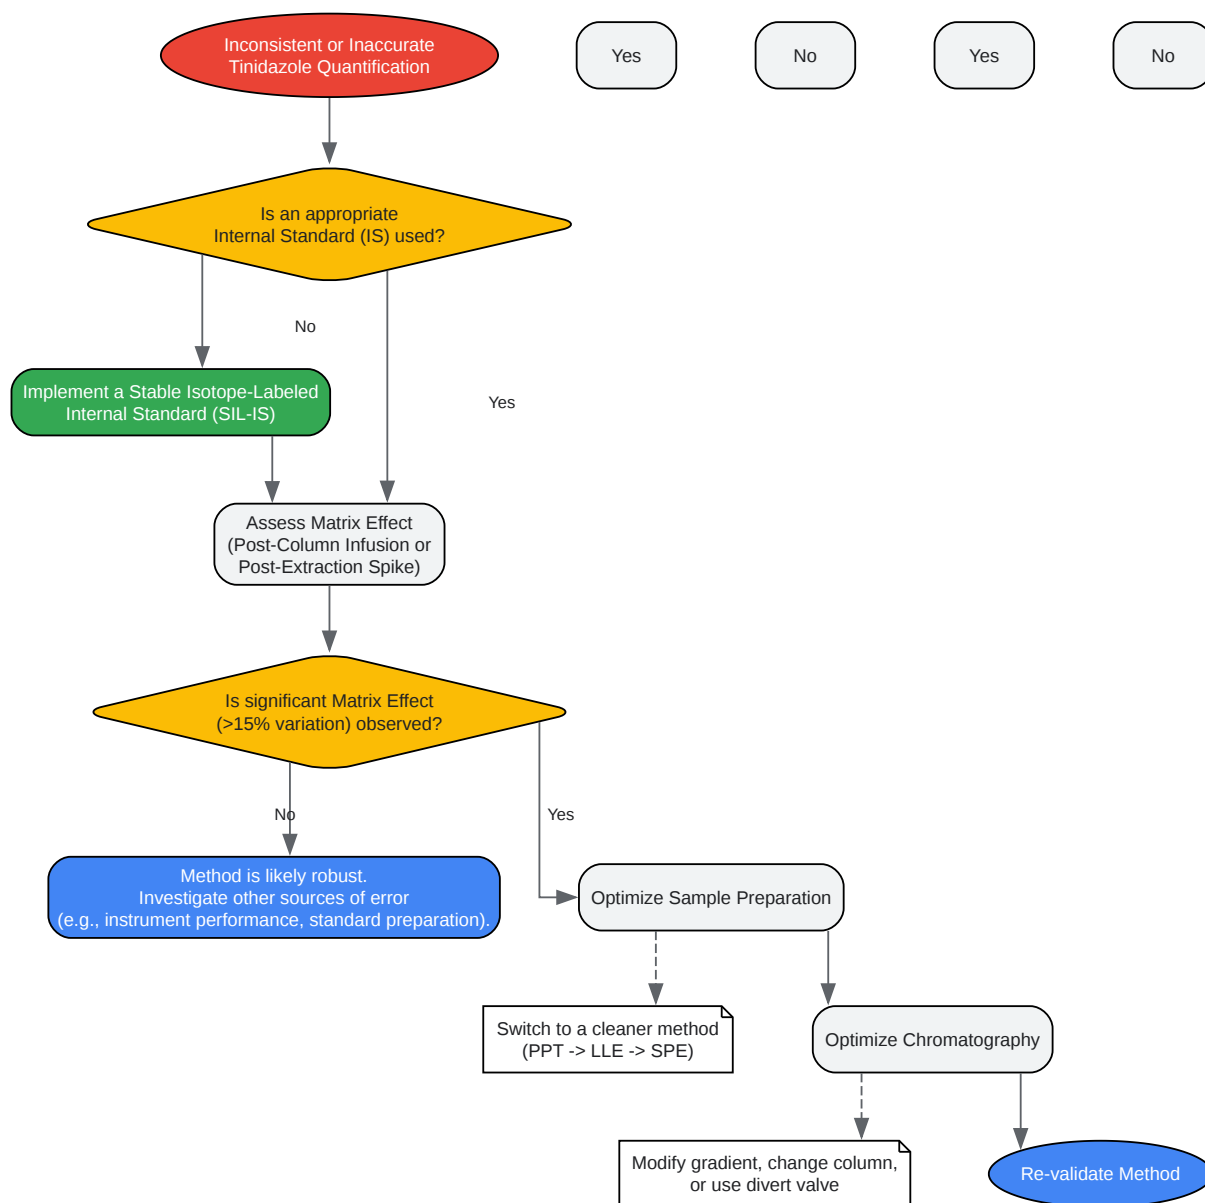 Inconsistent or Inaccurate
Tinidazole Quantification
Yes
No
Yes
No
Is an appropriate
Internal Standard (IS) used?
No
Implement a Stable Isotope-Labeled
Internal Standard (SIL-IS)
Yes
Assess Matrix Effect
(Post-Column Infusion or
Post-Extraction Spike)
Is significant Matrix Effect
(>15% variation) observed?
No
Yes
Method is likely robust.
Investigate other sources of error
(e.g., instrument performance, standard preparation).
Optimize Sample Preparation
Switch to a cleaner method
(PPT -> LLE -> SPE)
Optimize Chromatography
Modify gradient, change column,
or use divert valve
Re-validate Method